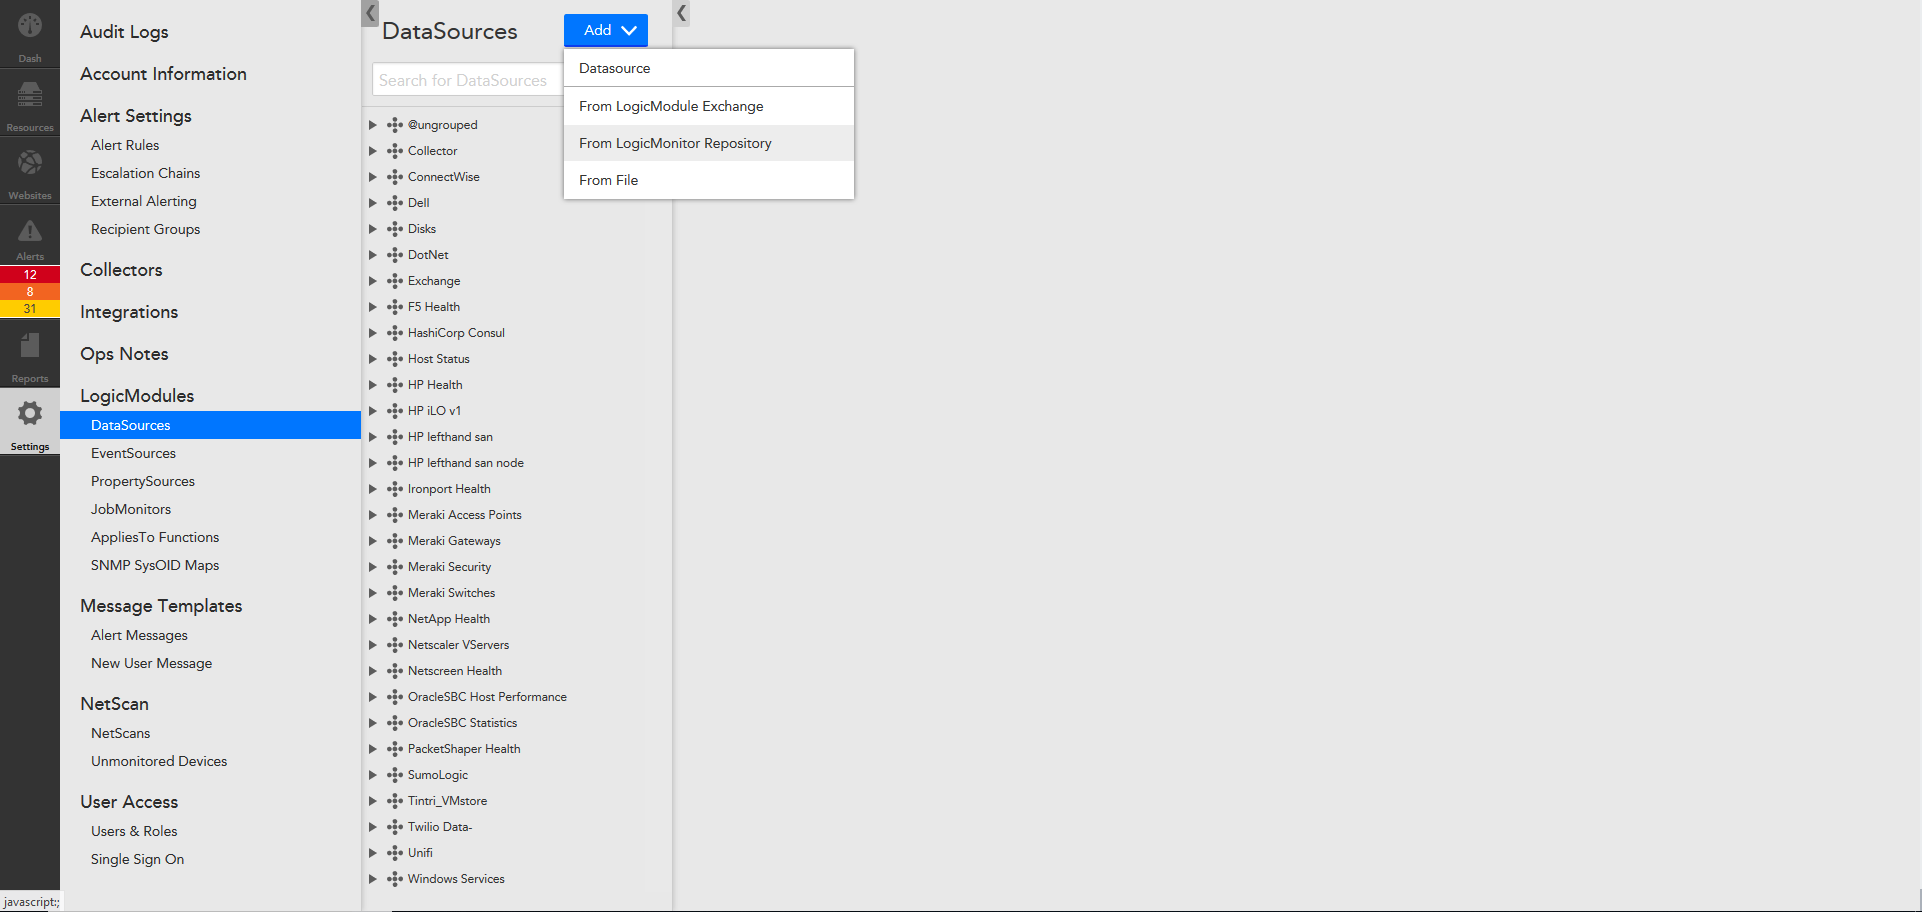 Dash
Resources
Websites
Alerts
12
8
31
Reports
Settings
Audit Logs
Account Information
Alert Settings
Alert Rules
Escalation Chains
External Alerting
Recipient Groups
Collectors
Integrations
Ops Notes
LogicModules
DataSources
EventSources
PropertySources
JobMonitors
AppliesTo Functions
SNMP SysOID Maps
Message Templates
Alert Messages
New User Message
NetScan
NetScans
Unmonitored Devices
User Access
Users & Roles
Single Sign On
javascript:;
DataSources
Add
Search for DataSources
Datasource
From LogicModule Exchange
From LogicMonitor Repository
From File
@ungrouped
Collector
ConnectWise
Dell
Disks
DotNet
Exchange
F5 Health
HashiCorp Consul
Host Status
HP Health
HP iLO v1
HP lefthand san
HP lefthand san node
Ironport Health
Meraki Access Points
Meraki Gateways
Meraki Security
Meraki Switches
NetApp Health
Netscaler VServers
Netscreen Health
OracleSBC Host Performance
OracleSBC Statistics
PacketShaper Health
SumoLogic
Tintri_VMstore
Twilio Data-
Unifi
Windows Services